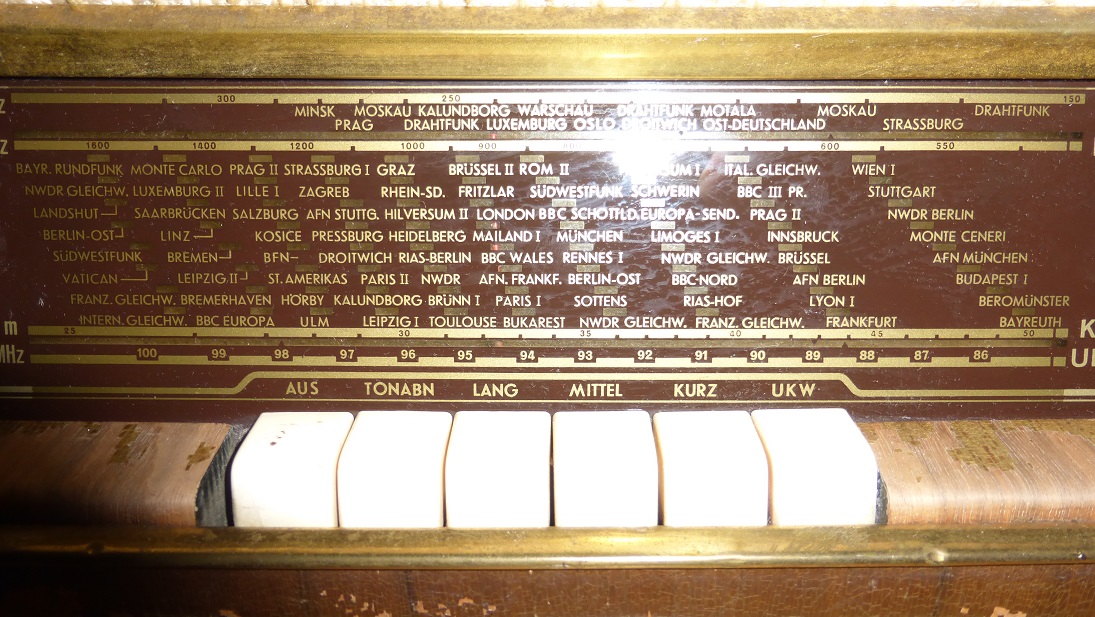 300 250 150
MINSK MOSKAU KALUNDBORG WARSCHAU DRAHTFUNK MOTALA MOSKAU DRAHTFUNK
PRAG DRAHTFUNK LUXEMBURG OSLO DROITWICH OST-DEUTSCHLAND STRASSBURG
1600 1400 1200 1000 900 800 600 550
BAYR. RUNDFUNK MONTE CARLO PRAG II STRASSBURG I GRAZ BRÜSSEL II ROM II ITAL. GLEICHW. WIEN I
NWDR GLEICHW. LUXEMBURG II LILLE I ZAGREB RHEIN-SD. FRITZLAR SÜDWESTFUNK SCHWERIN BBC III PR. STUTTGART
LANDSHUT SAARBRÜCKEN SALZBURG AFN STUTTG. HILVERSUM II LONDON BBC SCHOTTLD. EUROPA-SEND. PRAG II NWDR BERLIN
BERLIN-OST LINZ KOSICE PRESSBURG HEIDELBERG MAILAND I MÜNCHEN LIMOGES I INNSBRUCK MONTE CENERI
SÜDWESTFUNK BREMEN BFN DROITWICH RIAS-BERLIN BBC WALES RENNES I NWDR GLEICHW. BRÜSSEL AFN MÜNCHEN
VATICAN LEIPZIG II ST. AMERIKAS PARIS II NWDR AFN. FRANKF. BERLIN-OST BBC-NORD AFN BERLIN BUDAPEST I
FRANZ. GLEICHW. BREMERHAVEN HÖRBY KALUNDBORG BRÜNN I PARIS I SOTTENS RIAS-HOF LYON I BEROMÜNSTER
INTERN. GLEICHW. BBC EUROPA ULM LEIPZIG I TOULOUSE BUKAREST NWDR GLEICHW. FRANZ. GLEICHW. FRANKFURT BAYREUTH
m 25 30 35 40 45 50 K
MHz 100 99 98 97 96 95 94 93 92 91 90 89 88 87 86
AUS TONABN LANG MITTEL KURZ UKW